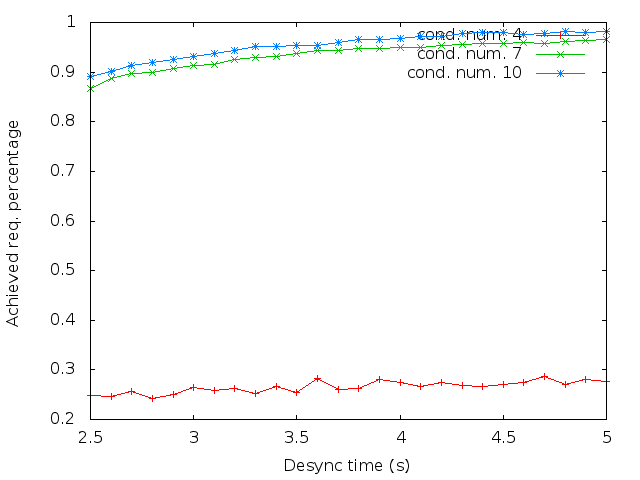 1
0.9
0.8
0.7
0.6
0.5
0.4
0.3
0.2
2.5 3 3.5 4 4.5 5
Achieved req. percentage
Desync time (s)
cond. num. 4
cond. num. 7
cond. num. 10